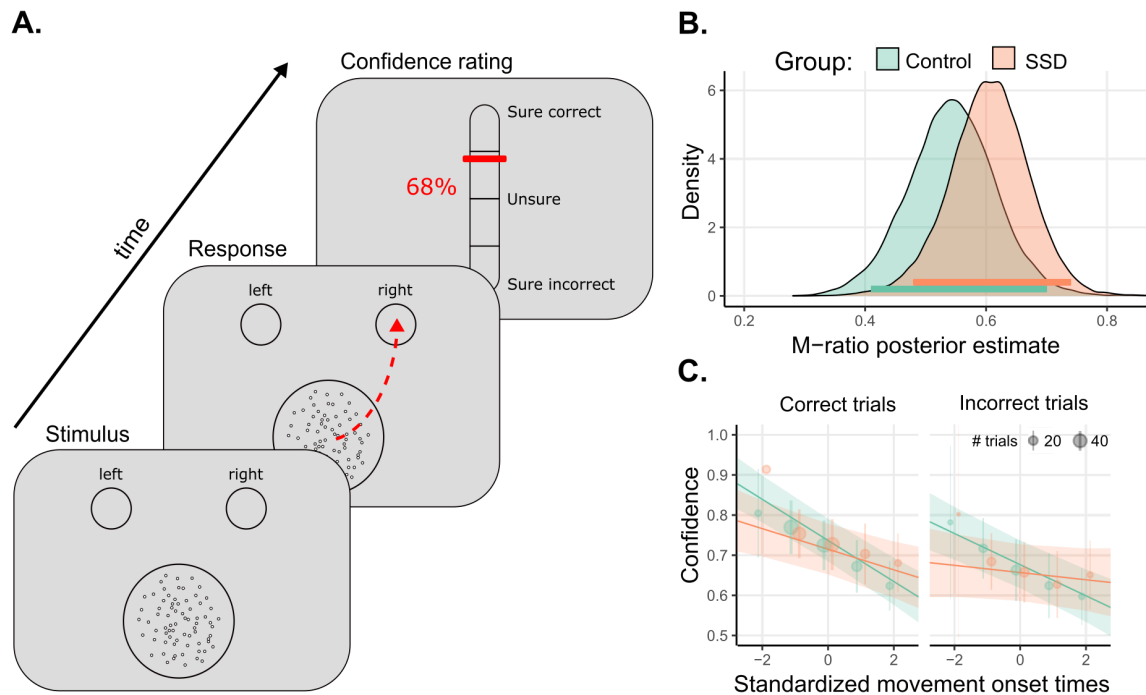 A.
Confidence rating
Sure correct
68%
Unsure
Sure incorrect
time
Response
left right
Stimulus
left right
B.
Group: Control SSD
Density
6
4
2
0
0.2 0.4 0.6 0.8
M−ratio posterior estimate
C.
Correct trials Incorrect trials
# trials 20 40
Confidence
1.0
0.9
0.8
0.7
0.6
0.5
−2 0 2 −2 0 2
Standardized movement onset times